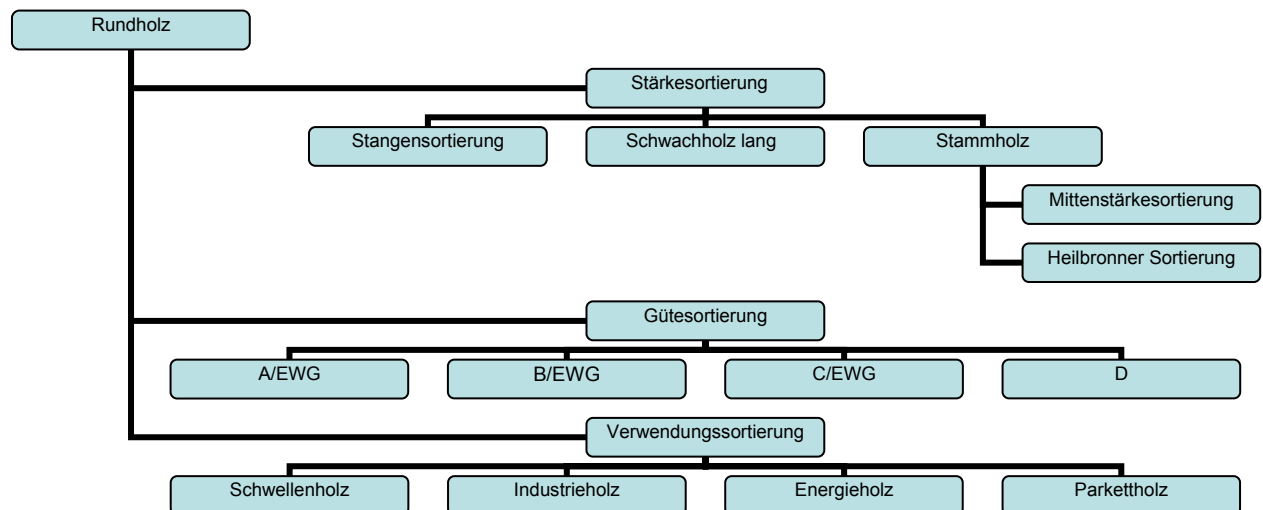 Rundholz
Stärkesortierung
Stangensortierung
Schwachholz lang
Stammholz
Mittenstärkesortierung
Heilbronner Sortierung
Gütesortierung
A/EWG
B/EWG
C/EWG
D
Verwendungssortierung
Schwellenholz
Industrieholz
Energieholz
Parkettholz